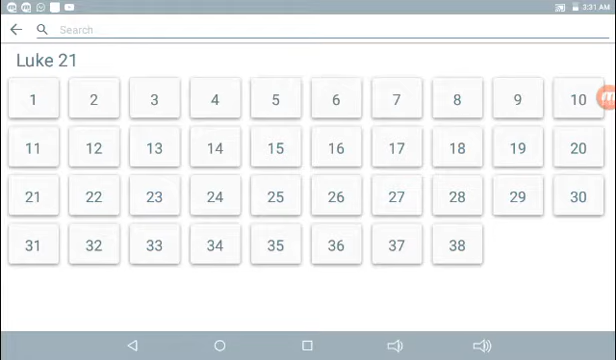 3:31 AM
Search
Luke 21
1 2 3 4 5 6 7 8 9 10
11 12 13 14 15 16 17 18 19 20
21 22 23 24 25 26 27 28 29 30
31 32 33 34 35 36 37 38